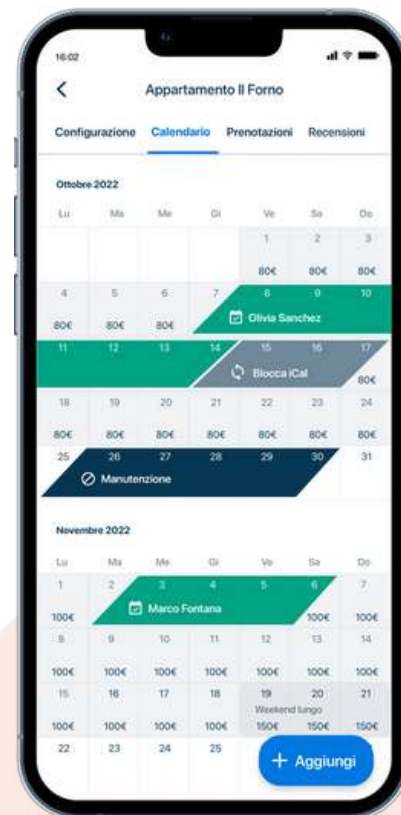 16:02
Appartamento Il Forno
Configurazione Calendario Prenotazioni Recensioni
Ottobre 2022
Lu Ma Me Gi Ve Sa Do
1 2 3
80€ 80€ 80€
4 5 6 7 8 9 10
80€ 80€ 80€ Olivia Sanchez
11 12 13 14 15 16 17
Blocca iCal 80€
18 19 20 21 22 23 24
80€ 80€ 80€ 80€ 80€ 80€ 80€
25 26 27 28 29 30 31
Manutenzione
Novembre 2022
Lu Ma Me Gi Ve Sa Do
1 2 3 4 5 6 7
100€ Marco Fontana 100€ 100€
8 9 10 11 12 13 14
100€ 100€ 100€ 100€ 100€ 100€ 100€
15 16 17 18 19 20 21
Weekend lungo
100€ 100€ 100€ 100€ 150€ 150€ 150€
22 23 24 25
+ Aggiungi